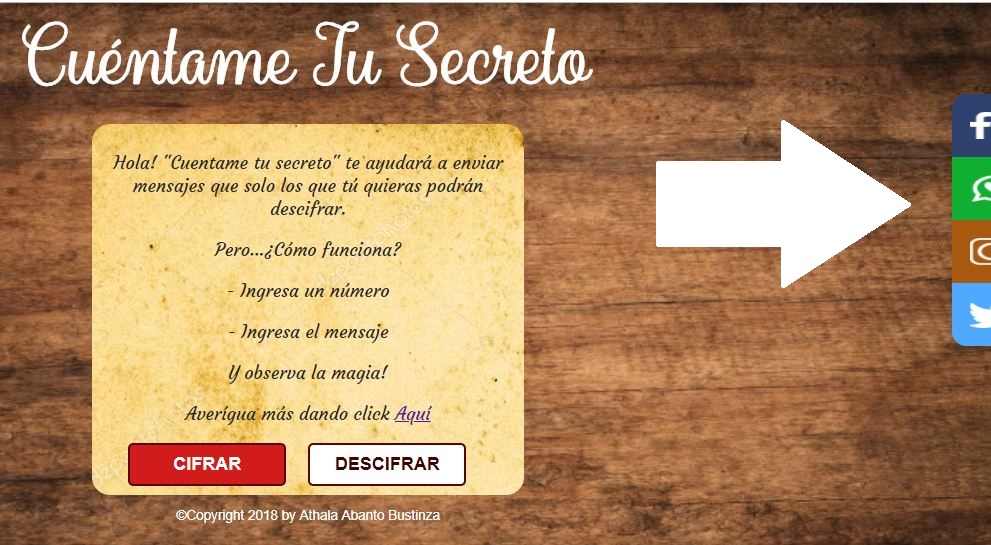 Cuéntame Tu Secreto
Hola! "Cuentame tu secreto" te ayudará a enviar
mensajes que solo los que tú quieras podrán
descifrar.
Pero...¿Cómo funciona?
- Ingresa un número
- Ingresa el mensaje
Y observa la magia!
Averígua más dando click Aquí
CIFRAR
DESCIFRAR
©Copyright 2018 by Athala Abanto Bustinza